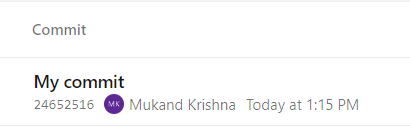 Commit
My commit
24652516 MK Mukand Krishna Today at 1:15 PM